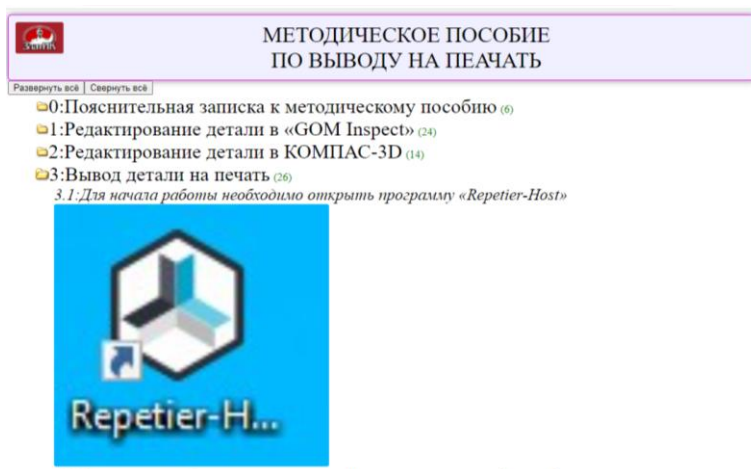 МЕТОДИЧЕСКОЕ ПОСОБИЕ
ПО ВЫВОДУ НА ПЕАЧАТЬ
Развернуть всё Свернуть всё
0:Пояснительная записка к методическому пособию (6)
1:Редактирование детали в «GOM Inspect» (24)
2:Редактирование детали в КОМПАС-3D (14)
3:Вывод детали на печать (26)
3.1:Для начала работы необходимо открыть программу «Repetier-Host»
Repetier-H...